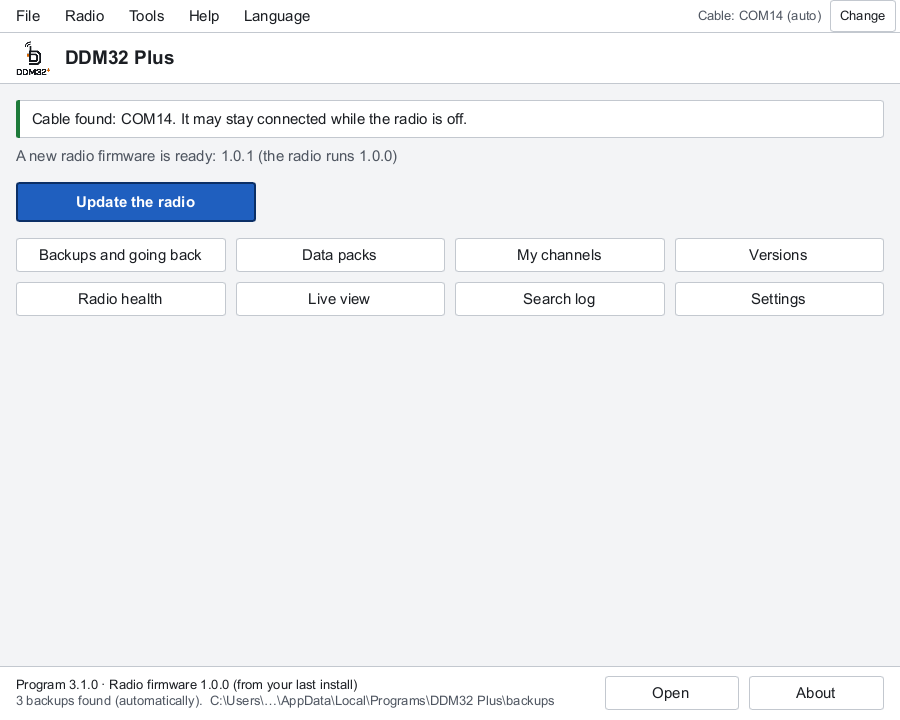 File Radio Tools Help Language Cable: COM14 (auto) Change
DDM32+ DDM32 Plus
Cable found: COM14. It may stay connected while the radio is off.
A new radio firmware is ready: 1.0.1 (the radio runs 1.0.0)
Update the radio
Backups and going back Data packs My channels Versions
Radio health Live view Search log Settings
Program 3.1.0 · Radio firmware 1.0.0 (from your last install)
3 backups found (automatically). C:\Users\…\AppData\Local\Programs\DDM32 Plus\backups
Open About